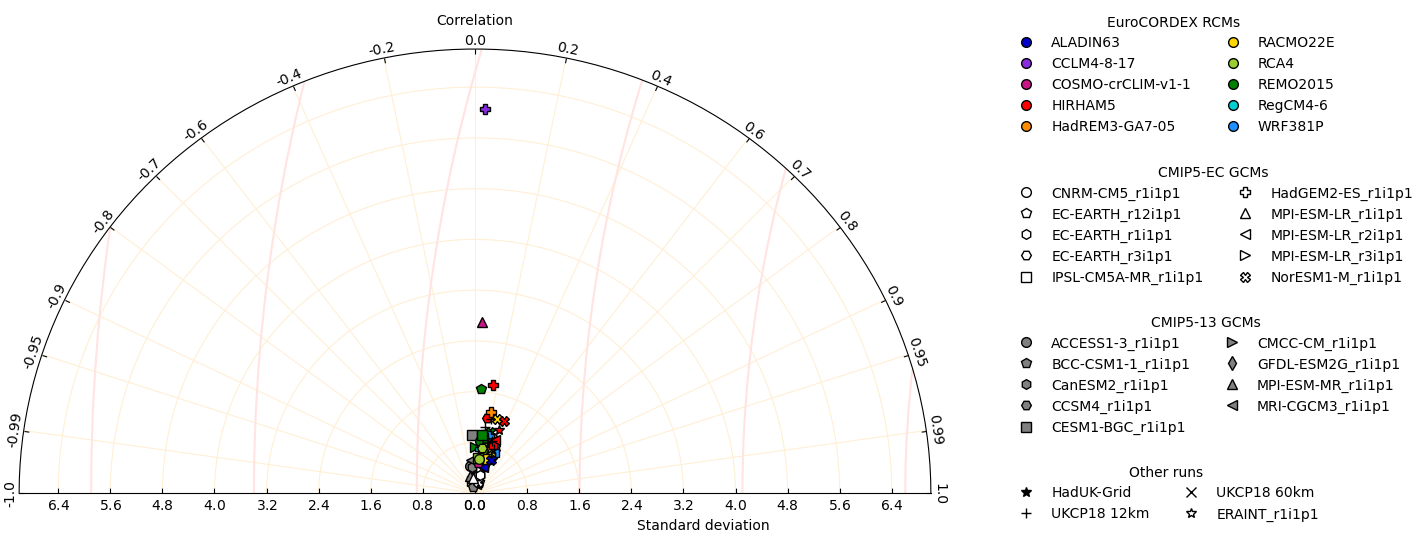 Correlation
0.0
-0.2
0.2
-0.4
0.4
-0.6
0.6
-0.7
0.7
-0.8
0.8
-0.9
0.9
-0.95
0.95
-0.99
0.99
-1.0
1.0
6.4 5.6 4.8 4.0 3.2 2.4 1.6 0.8 0.0 0.8 1.6 2.4 3.2 4.0 4.8 5.6 6.4
Standard deviation
EuroCORDEX RCMs
ALADIN63
CCLM4-8-17
COSMO-crCLIM-v1-1
HIRHAM5
HadREM3-GA7-05
RACMO22E
RCA4
REMO2015
RegCM4-6
WRF381P
CMIP5-EC GCMs
CNRM-CM5_r1i1p1
EC-EARTH_r12i1p1
EC-EARTH_r1i1p1
EC-EARTH_r3i1p1
IPSL-CM5A-MR_r1i1p1
HadGEM2-ES_r1i1p1
MPI-ESM-LR_r1i1p1
MPI-ESM-LR_r2i1p1
MPI-ESM-LR_r3i1p1
NorESM1-M_r1i1p1
CMIP5-13 GCMs
ACCESS1-3_r1i1p1
BCC-CSM1-1_r1i1p1
CanESM2_r1i1p1
CCSM4_r1i1p1
CESM1-BGC_r1i1p1
CMCC-CM_r1i1p1
GFDL-ESM2G_r1i1p1
MPI-ESM-MR_r1i1p1
MRI-CGCM3_r1i1p1
Other runs
HadUK-Grid
UKCP18 12km
UKCP18 60km
ERAINT_r1i1p1